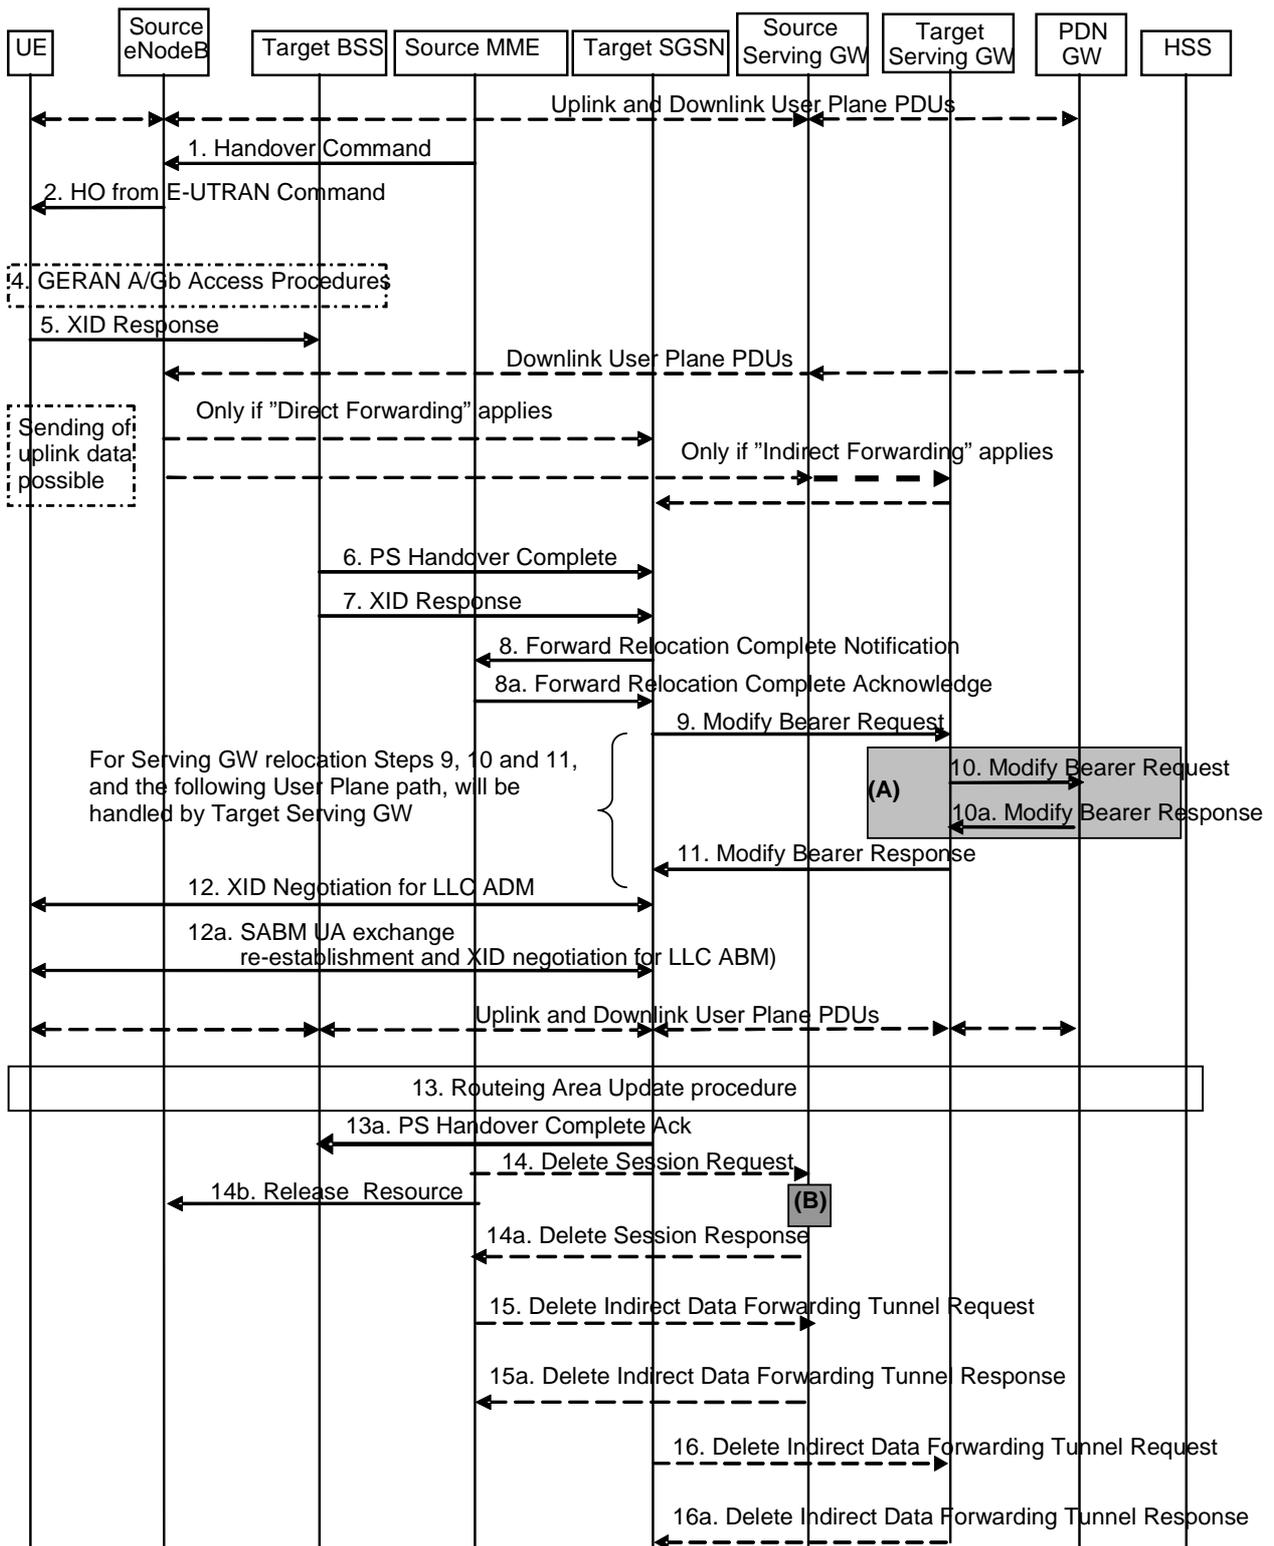 UE
Source
eNodeB
Target BSS
Source MME
Target SGSN
Source
Serving GW
Target
Serving GW
PDN
GW
HSS
Uplink and Downlink User Plane PDUs
1. Handover Command
2. HO from E-UTRAN Command
4. GERAN A/Gb Access Procedures
5. XID Response
Downlink User Plane PDUs
Only if ”Direct Forwarding” applies
Sending of
uplink data
possible
Only if ”Indirect Forwarding” applies
6. PS Handover Complete
7. XID Response
8. Forward Relocation Complete Notification
8a. Forward Relocation Complete Acknowledge
9. Modify Bearer Request
For Serving GW relocation Steps 9, 10 and 11,
and the following User Plane path, will be
handled by Target Serving GW
(A)
10. Modify Bearer Request
10a. Modify Bearer Response
11. Modify Bearer Response
12. XID Negotiation for LLC ADM
12a. SABM UA exchange
re-establishment and XID negotiation for LLC ABM)
Uplink and Downlink User Plane PDUs
13. Routeing Area Update procedure
13a. PS Handover Complete Ack
14. Delete Session Request
14b. Release Resource
(B)
14a. Delete Session Response
15. Delete Indirect Data Forwarding Tunnel Request
15a. Delete Indirect Data Forwarding Tunnel Response
16. Delete Indirect Data Forwarding Tunnel Request
16a. Delete Indirect Data Forwarding Tunnel Response